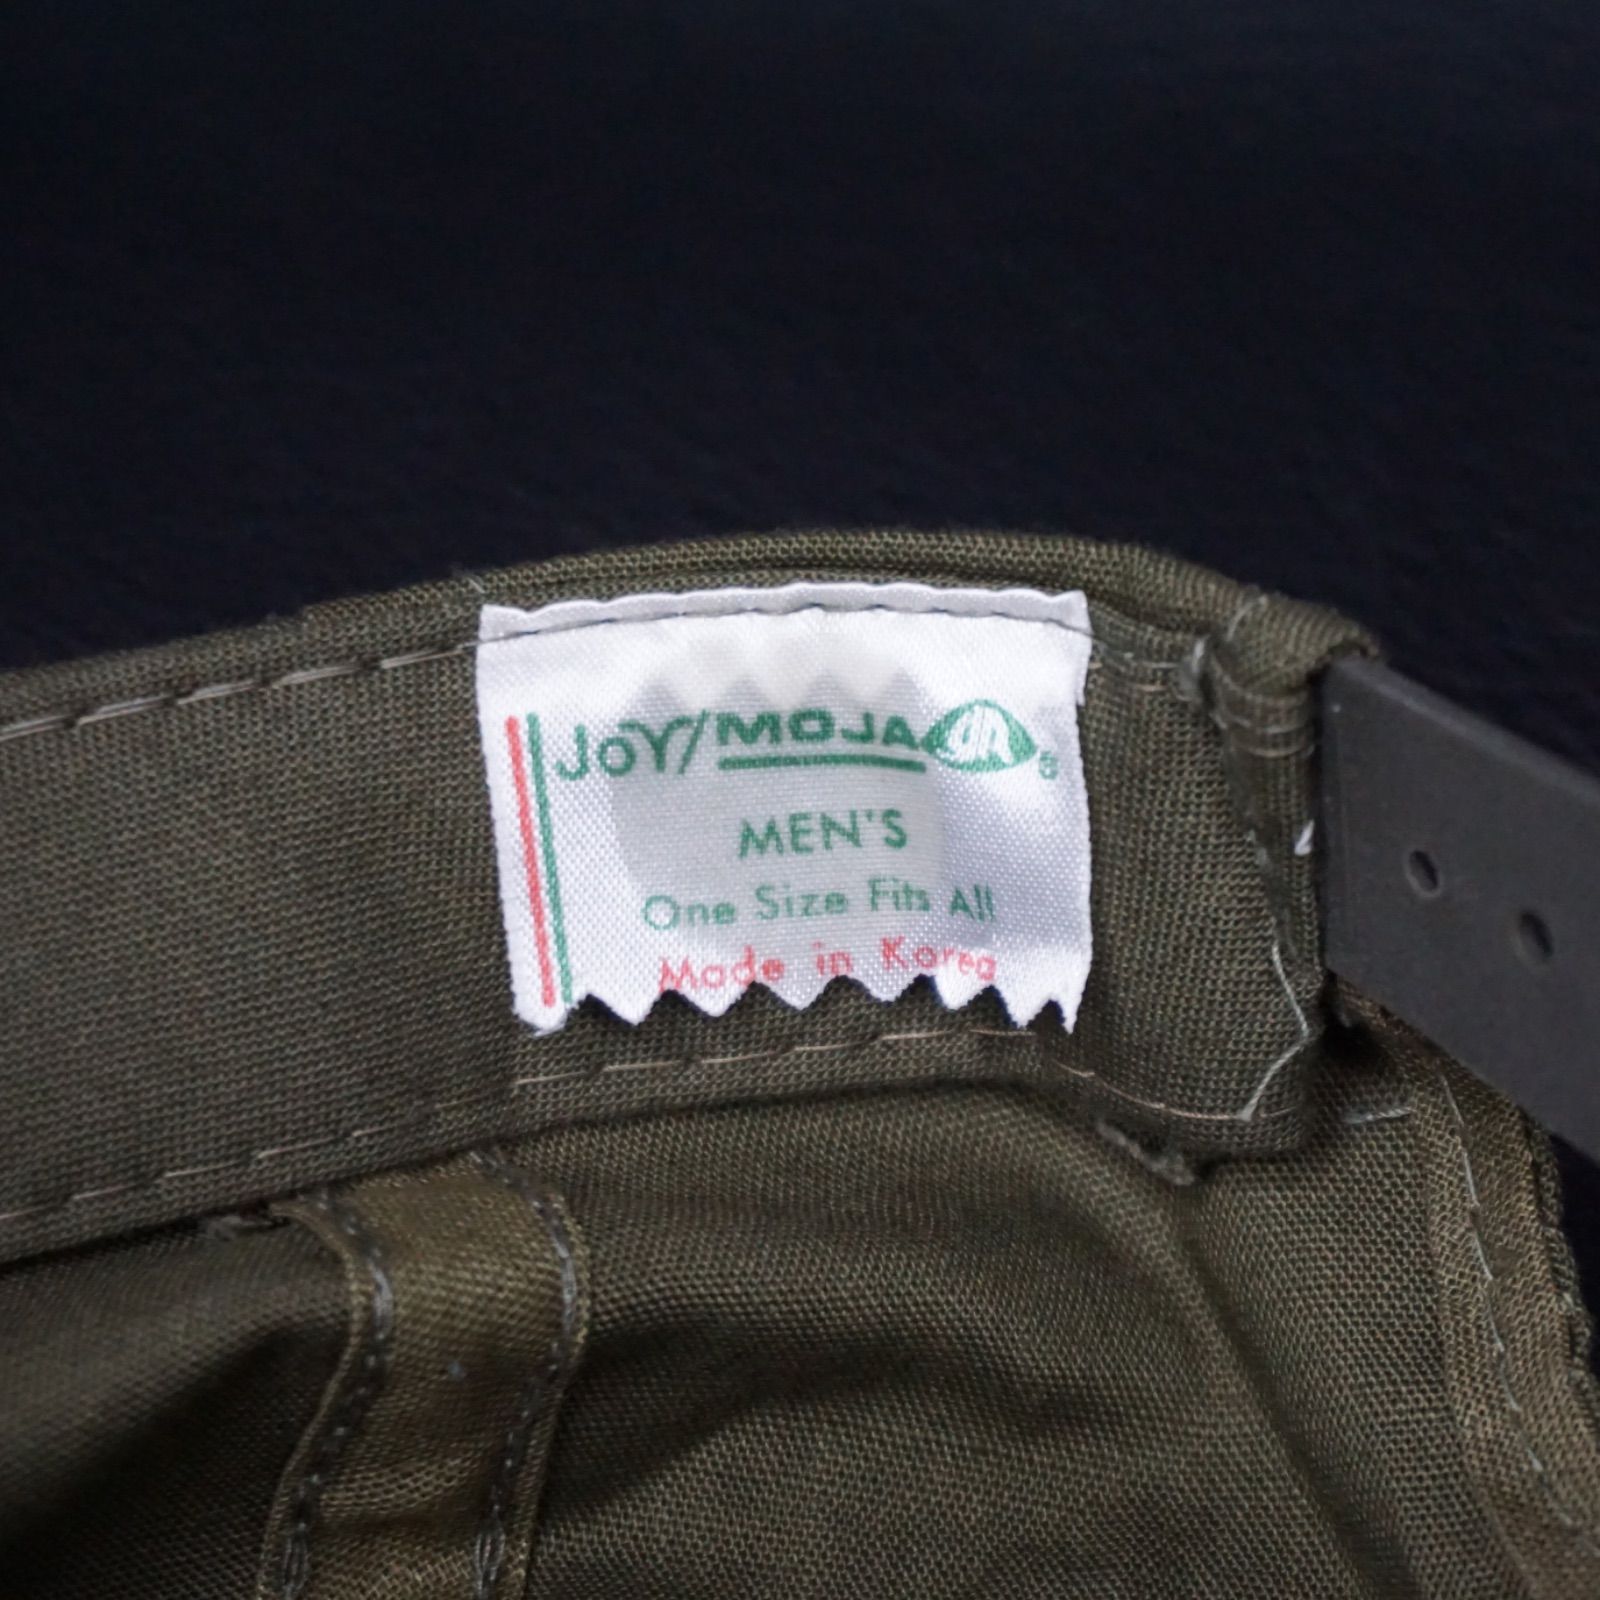 JOY/MOJA
MEN'S
One Size Fits All
Made in Korea